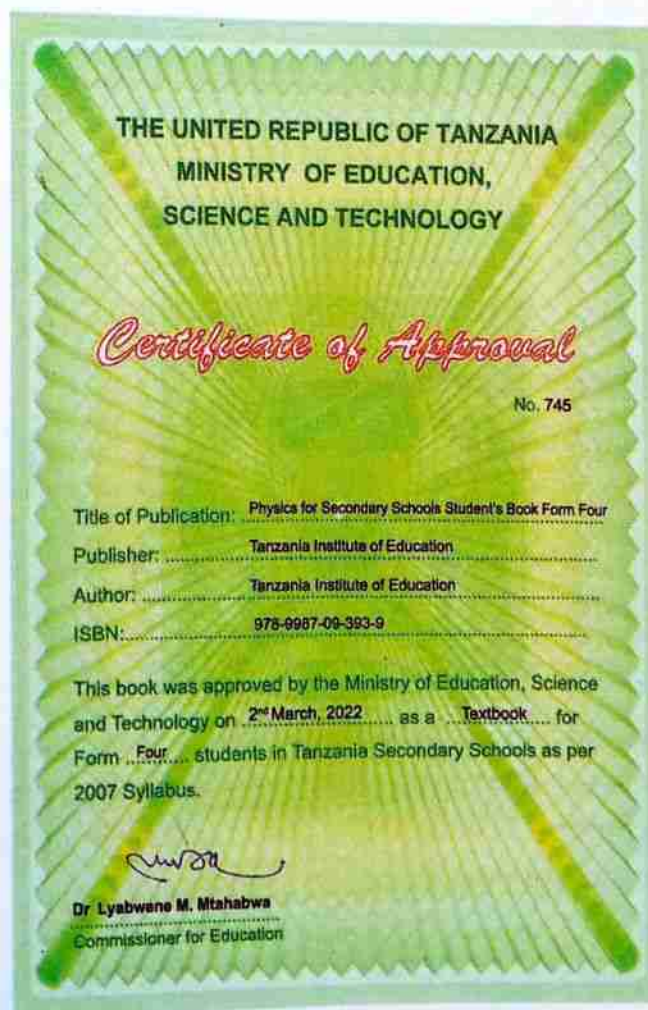 THE UNITED REPUBLIC OF TANZANIA
MINISTRY OF EDUCATION,
SCIENCE AND TECHNOLOGY
Certificate of Approval
No. 745
Title of Publication: Physics for Secondary Schools Student's Book Form Four
Publisher: Tanzania Institute of Education
Author: Tanzania Institute of Education
ISBN: 978-9987-09-393-9
This book was approved by the Ministry of Education, Science
and Technology on 2nd March, 2022 as a Textbook for
Form Four students in Tanzania Secondary Schools as per
2007 Syllabus.
Dr Lyabwene M. Mtahabwa
Commissioner for Education